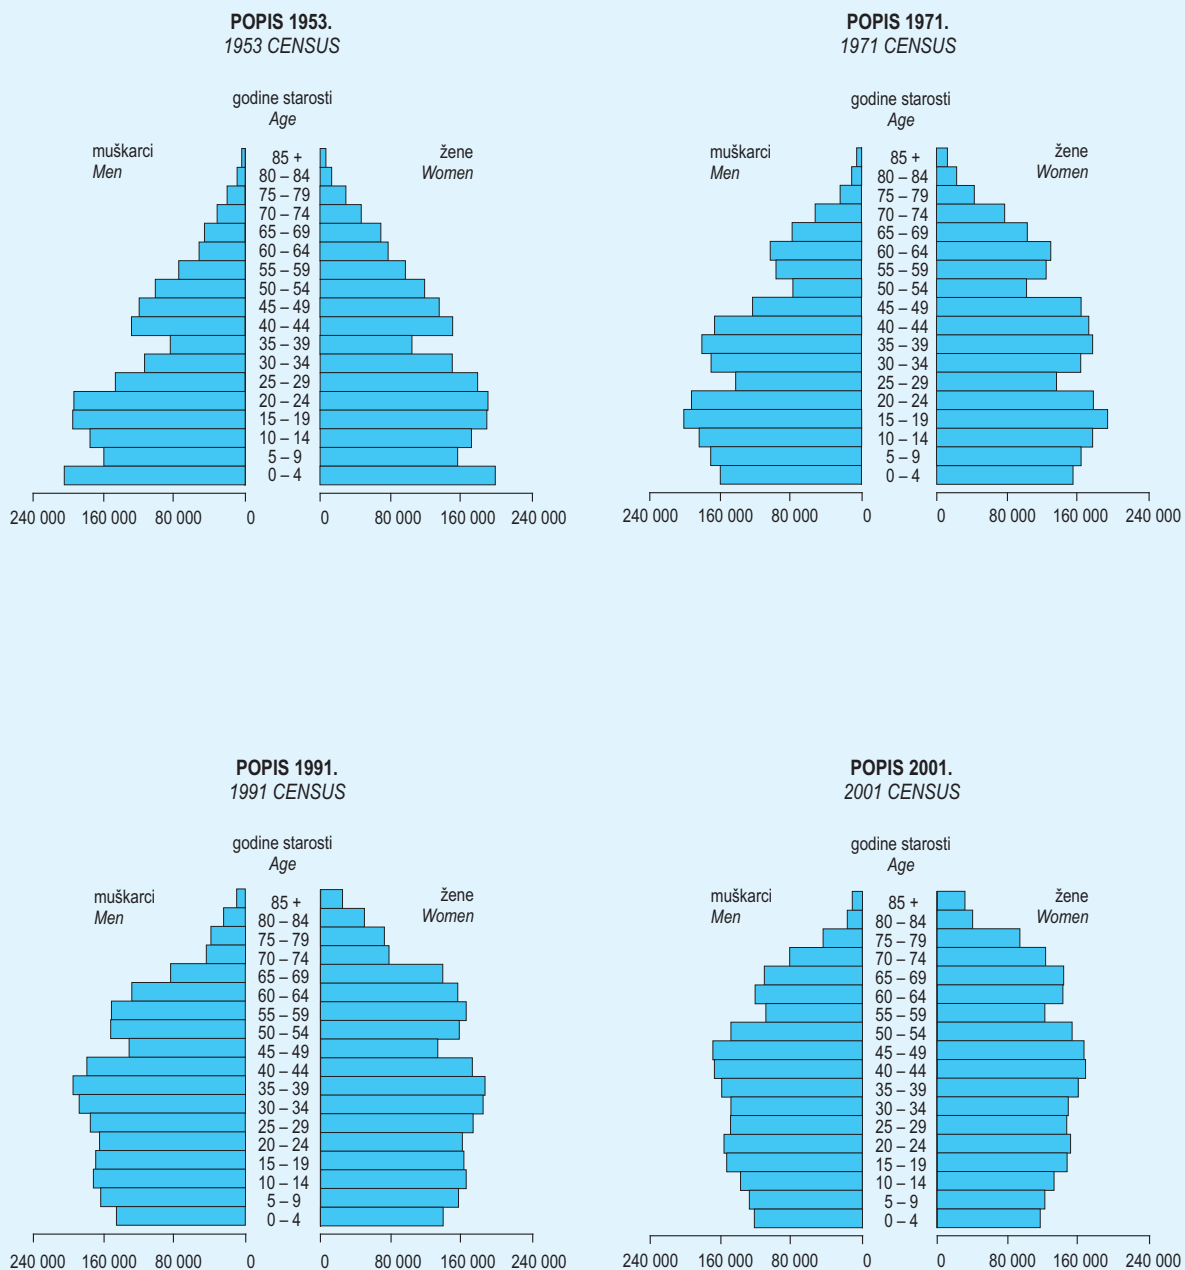 POPIS 1953.
1953 CENSUS
godine starosti
Age
muškarci
Men
žene
Women
85 +
80 – 84
75 – 79
70 – 74
65 – 69
60 – 64
55 – 59
50 – 54
45 – 49
40 – 44
35 – 39
30 – 34
25 – 29
20 – 24
15 – 19
10 – 14
5 – 9
0 – 4
240 000 160 000 80 000 0 0 80 000 160 000 240 000
POPIS 1971.
1971 CENSUS
godine starosti
Age
muškarci
Men
žene
Women
85 +
80 – 84
75 – 79
70 – 74
65 – 69
60 – 64
55 – 59
50 – 54
45 – 49
40 – 44
35 – 39
30 – 34
25 – 29
20 – 24
15 – 19
10 – 14
5 – 9
0 – 4
240 000 160 000 80 000 0 0 80 000 160 000 240 000
POPIS 1991.
1991 CENSUS
godine starosti
Age
muškarci
Men
žene
Women
85 +
80 – 84
75 – 79
70 – 74
65 – 69
60 – 64
55 – 59
50 – 54
45 – 49
40 – 44
35 – 39
30 – 34
25 – 29
20 – 24
15 – 19
10 – 14
5 – 9
0 – 4
240 000 160 000 80 000 0 0 80 000 160 000 240 000
POPIS 2001.
2001 CENSUS
godine starosti
Age
muškarci
Men
žene
Women
85 +
80 – 84
75 – 79
70 – 74
65 – 69
60 – 64
55 – 59
50 – 54
45 – 49
40 – 44
35 – 39
30 – 34
25 – 29
20 – 24
15 – 19
10 – 14
5 – 9
0 – 4
240 000 160 000 80 000 0 0 80 000 160 000 240 000